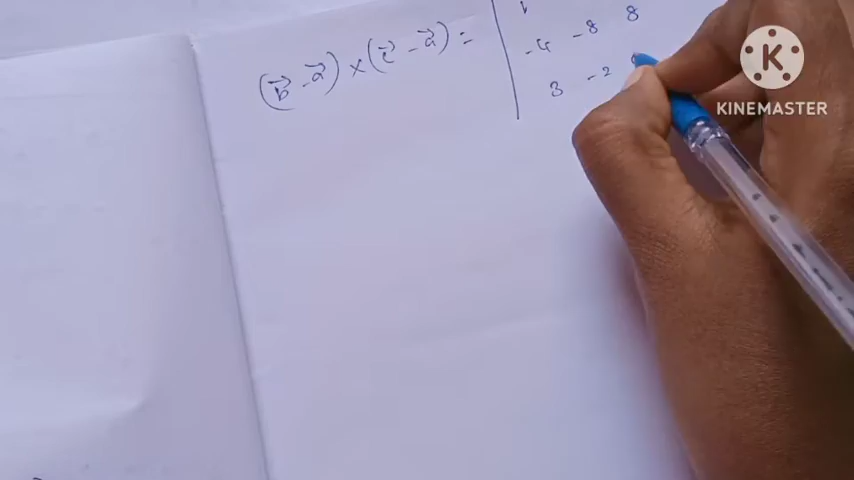 (b⃗ - a⃗) × (c⃗ - a⃗) =
-4 -8 8
3 -2
K
KINEMASTER